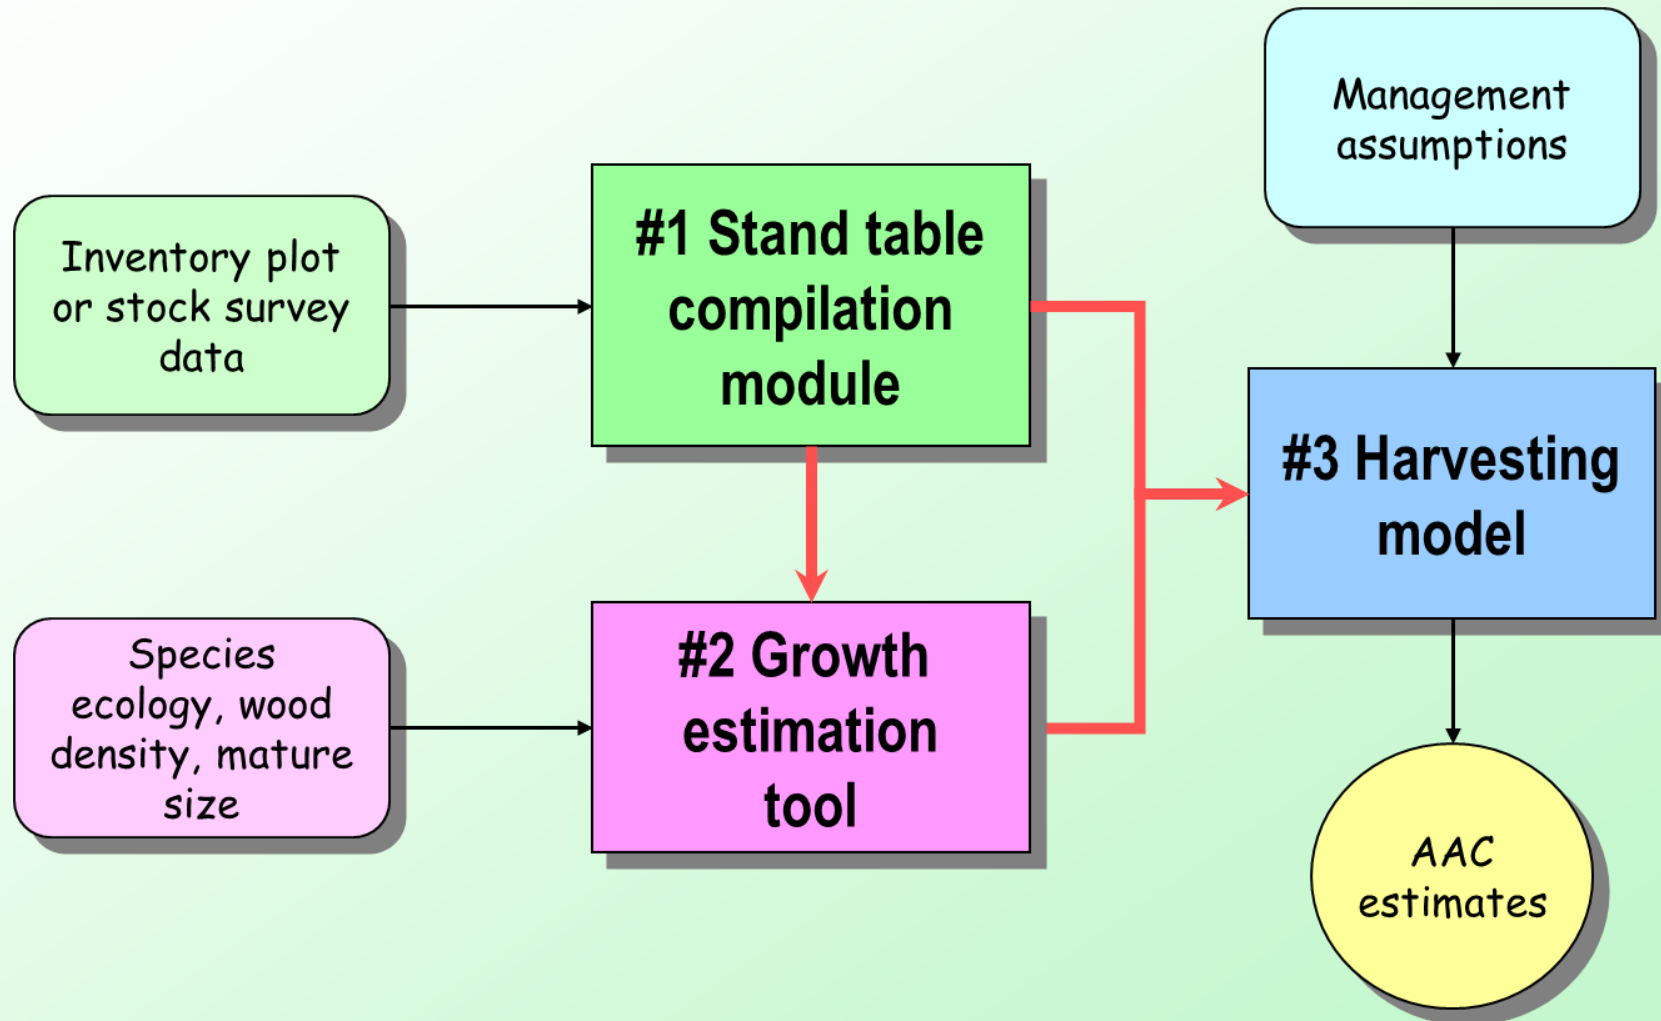 Management
assumptions
Inventory plot
or stock survey
data
#1 Stand table
compilation
module
#3 Harvesting
model
Species
ecology, wood
density, mature
size
#2 Growth
estimation
tool
AAC
estimates